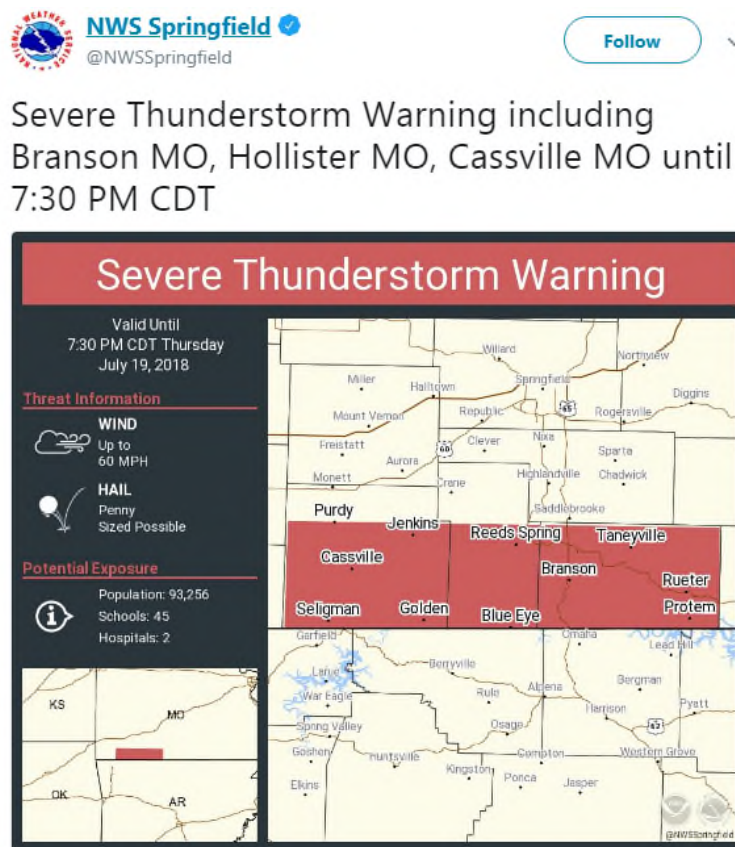 NWS Springfield
@NWSSpringfield
Follow
Severe Thunderstorm Warning including
Branson MO, Hollister MO, Cassville MO until
7:30 PM CDT
Severe Thunderstorm Warning
Valid Until
7:30 PM CDT Thursday
July 19, 2018
Threat Information
WIND
Up to
60 MPH
HAIL
Penny
Sized Possible
Potential Exposure
Population: 93,256
Schools: 45
Hospitals: 2
KS
MO
OK
AR
Willard
Northview
Miller
Halltown
Springfield
Diggins
Mount Vernon
Republic
65
Rogersville
Freistatt
60
Clever
Nixa
Sparta
Aurora
Monett
Crane
Highlandville
Chadwick
Saddlebrooke
Purdy
Jenkins
Reeds Spring
Taneyville
Cassville
Branson
Rueter
Seligman
Golden
Blue Eye
Protem
Garfield
Omaha
Lead Hill
Berryville
Bergman
War Eagle
Rule
Alpena
Harrison
Pyatt
Spring Valley
Osage
62
Goshen
Huntsville
Compton
Western Grove
Kingston
Ponca
Jasper
Elkins
@NWSSpringfield